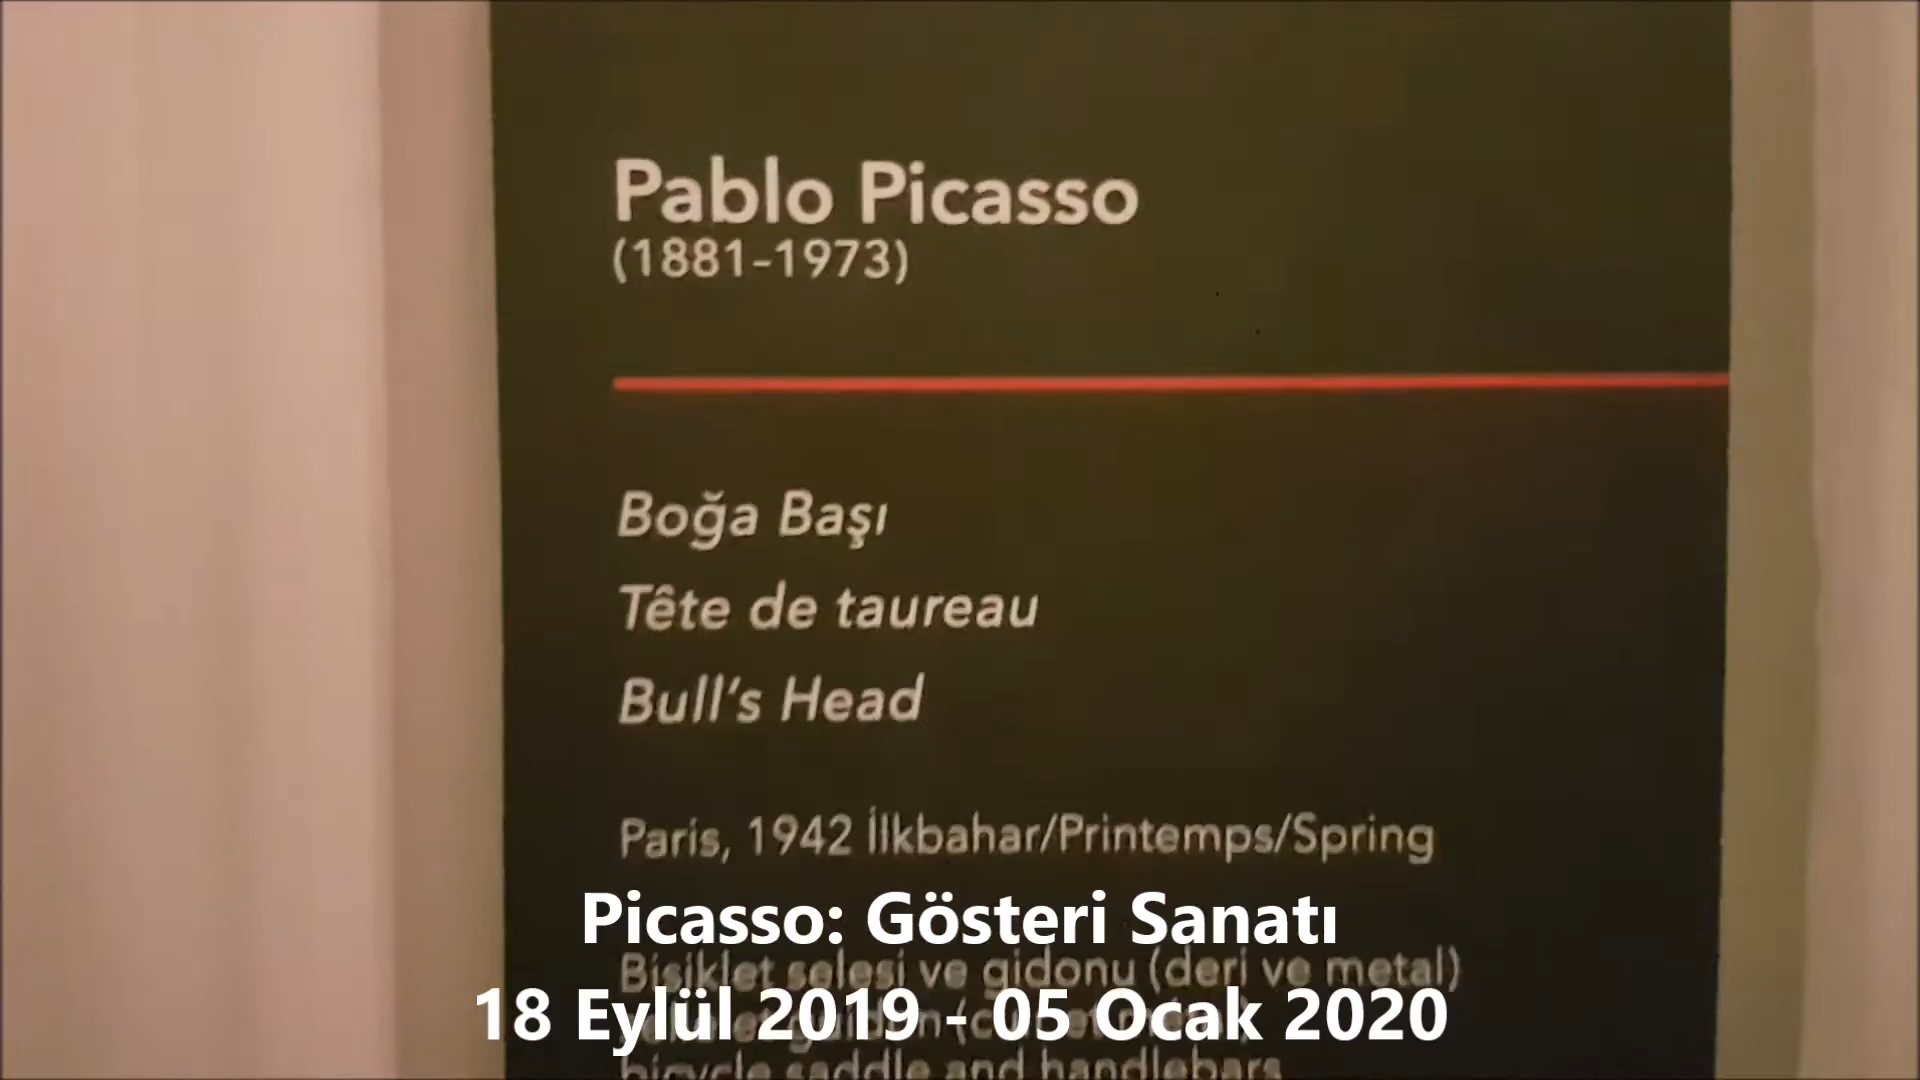 Pablo Picasso
(1881-1973)
Boğa Başı
Tête de taureau
Bull's Head
Paris, 1942 İlkbahar/Printemps/Spring
Picasso: Gösteri Sanatı
Bisiklet selesi ve gidonu (deri ve metal)
18 Eylül 2019 - 05 Ocak 2020
bicycle saddle and handlebars